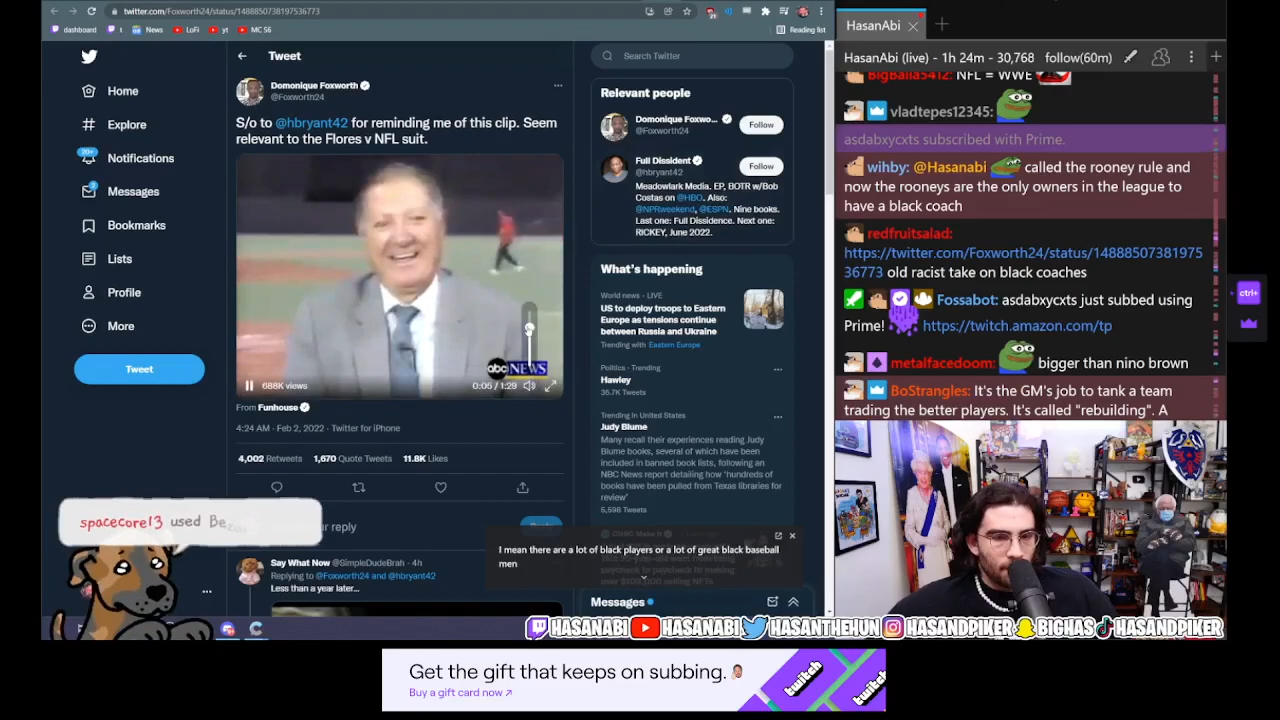 twitter.com/Foxworth24/status/1488850738197536773
Reading list
dashboard
t
News
LoFi
yt
MC S6
Home
Explore
20+
Notifications
2
Messages
Bookmarks
Lists
Profile
More
Tweet
Tweet
Domonique Foxworth
@Foxworth24
S/o to @hbryant42 for reminding me of this clip. Seem
relevant to the Flores v NFL suit.
abc NEWS
688K views
0:05 / 1:29
From Funhouse
4:24 AM · Feb 2, 2022 · Twitter for iPhone
4,002 Retweets 1,670 Quote Tweets 11.8K Likes
ur reply
Say What Now @SimpleDudeBrah · 4h
Replying to @Foxworth24 and @hbryant42
Less than a year later...
spacecore13 used Be
Search Twitter
Relevant people
Domonique Foxwo...
@Foxworth24
Follow
Full Dissident
@hbryant42
Follow
Meadowlark Media. EP, BOTR w/Bob
Costas on @HBO. Also:
@NPRweekend, @ESPN. Nine books.
Last one: Full Dissidence. Next one:
RICKEY, June 2022.
What's happening
World news · LIVE
US to deploy troops to Eastern
Europe as tensions continue
between Russia and Ukraine
Trending with Eastern Europe
Politics · Trending
Hawley
36.7K Tweets
Trending in United States
Judy Blume
Many recall their experiences reading Judy
Blume books, several of which have been
included in banned book lists, following an
NBC News report detailing how 'hundreds of
books have been pulled from Texas libraries for
review'
5,598 Tweets
I mean there are a lot of black players or a lot of great black baseball
men
Messages
HasanAbi
HasanAbi (live) - 1h 24m - 30,768 follow(60m)
BigBalla5412: NFL = WWE
vladtepes12345:
asdabxycxts subscribed with Prime.
wihby: @Hasanabi called the rooney rule and
now the rooneys are the only owners in the league to
have a black coach
redfruitsalad:
https://twitter.com/Foxworth24/status/14888507381975
36773 old racist take on black coaches
Fossabot: asdabxycxts just subbed using
Prime! https://twitch.amazon.com/tp
metalfacedoom: bigger than nino brown
BoStrangles: It's the GM's job to tank a team
trading the better players. It's called "rebuilding". A
ctrl+
HASANABI HASANABI HASANTHEHUN HASANDPIKER BIGHAS HASANDPIKER
Get the gift that keeps on subbing.
Buy a gift card now
twitch
twitch